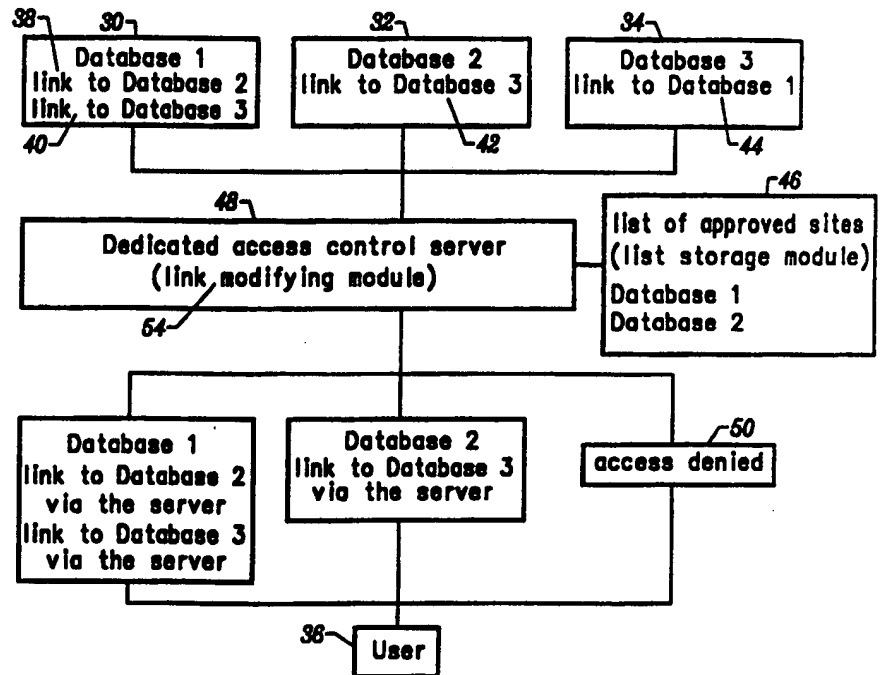 38
30
Database 1
link to Database 2
link to Database 3
40
32
Database 2
link to Database 3
42
34
Database 3
link to Database 1
44
48
Dedicated access control server
(link modifying module)
54
46
list of approved sites
(list storage module)
Database 1
Database 2
Database 1
link to Database 2
via the server
link to Database 3
via the server
Database 2
link to Database 3
via the server
50
access denied
36
User